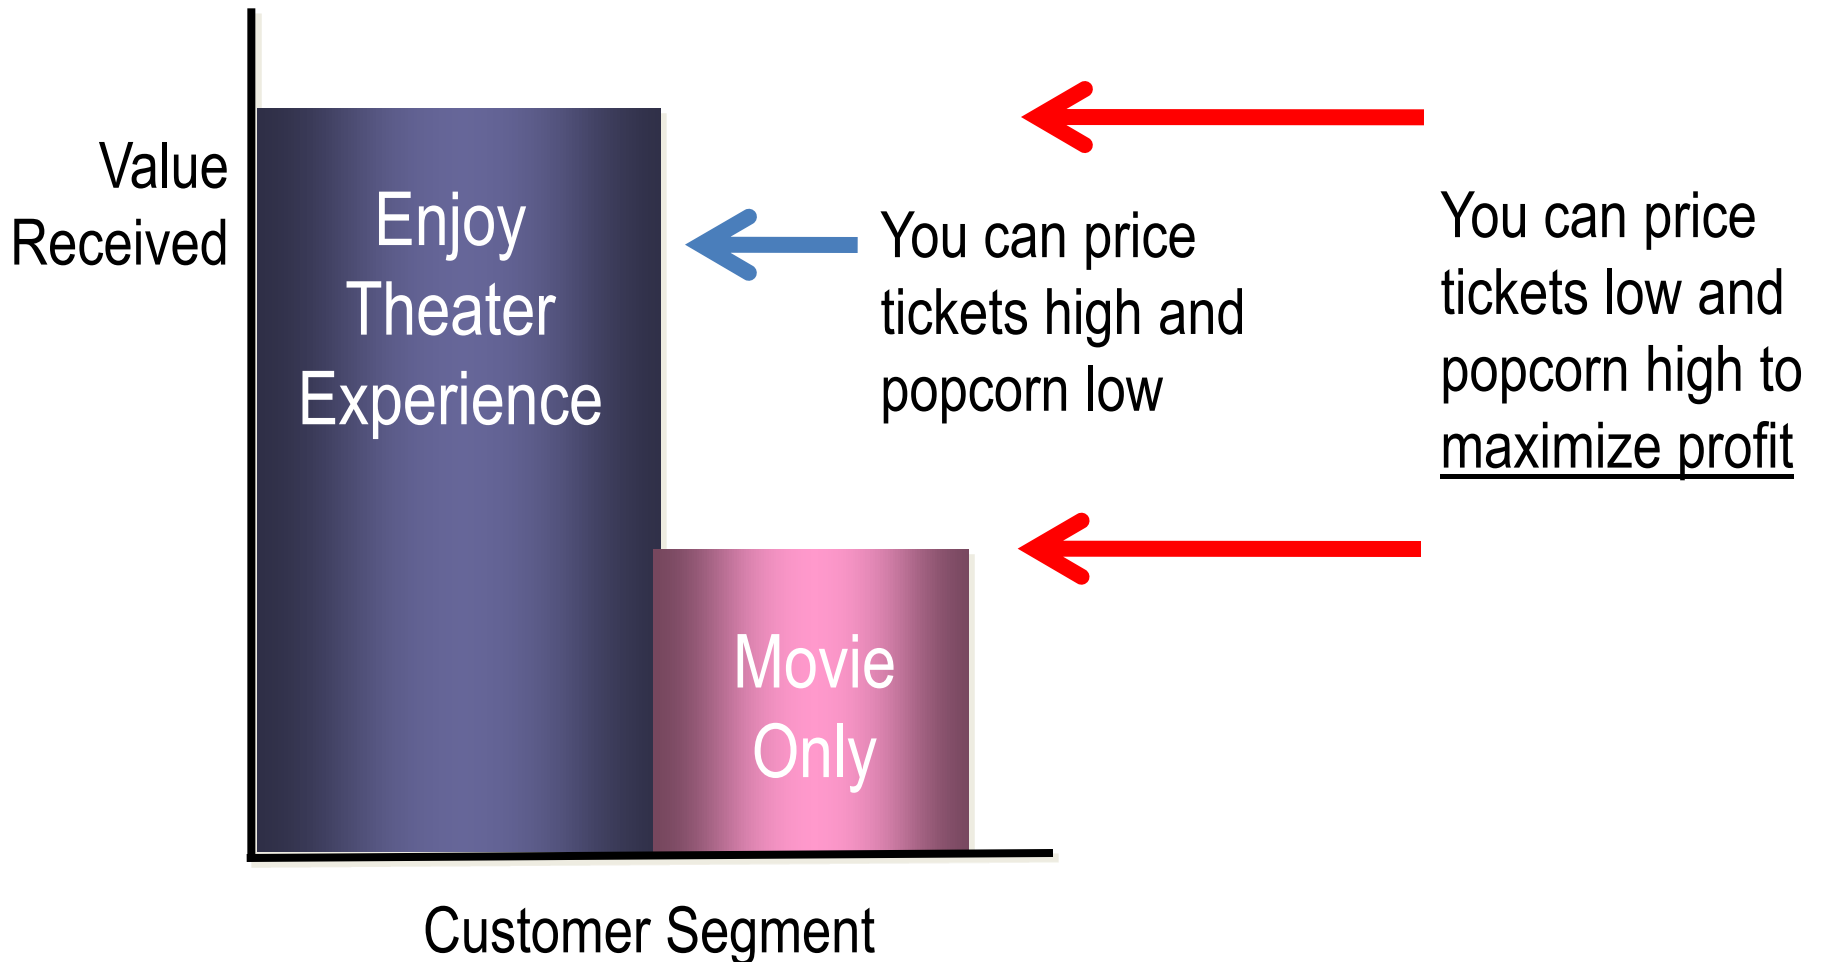 Value
Received
Enjoy
Theater
Experience
You can price
tickets high and
popcorn low
You can price
tickets low and
popcorn high to
maximize profit
Movie
Only
Customer Segment